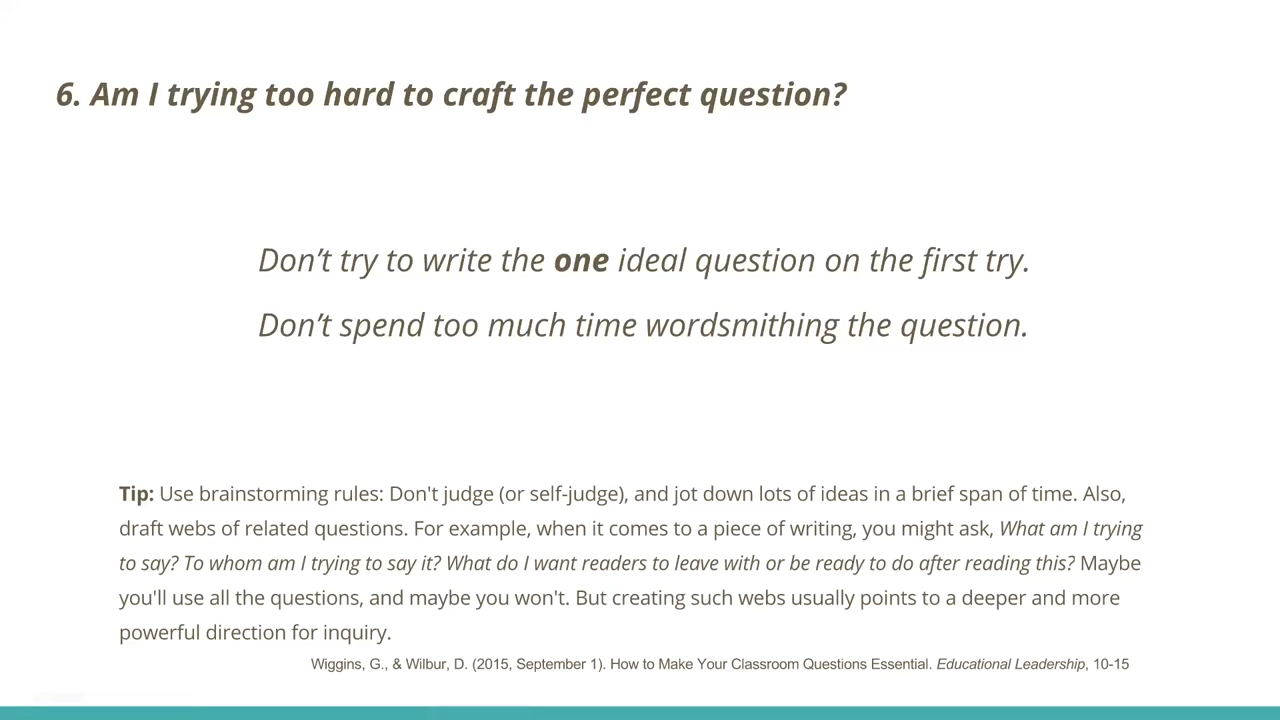 6. Am I trying too hard to craft the perfect question?
Don’t try to write the one ideal question on the first try.
Don’t spend too much time wordsmithing the question.
Tip: Use brainstorming rules: Don't judge (or self-judge), and jot down lots of ideas in a brief span of time. Also,
draft webs of related questions. For example, when it comes to a piece of writing, you might ask, What am I trying
to say? To whom am I trying to say it? What do I want readers to leave with or be ready to do after reading this? Maybe
you'll use all the questions, and maybe you won't. But creating such webs usually points to a deeper and more
powerful direction for inquiry.
Wiggins, G., & Wilbur, D. (2015, September 1). How to Make Your Classroom Questions Essential. Educational Leadership, 10-15